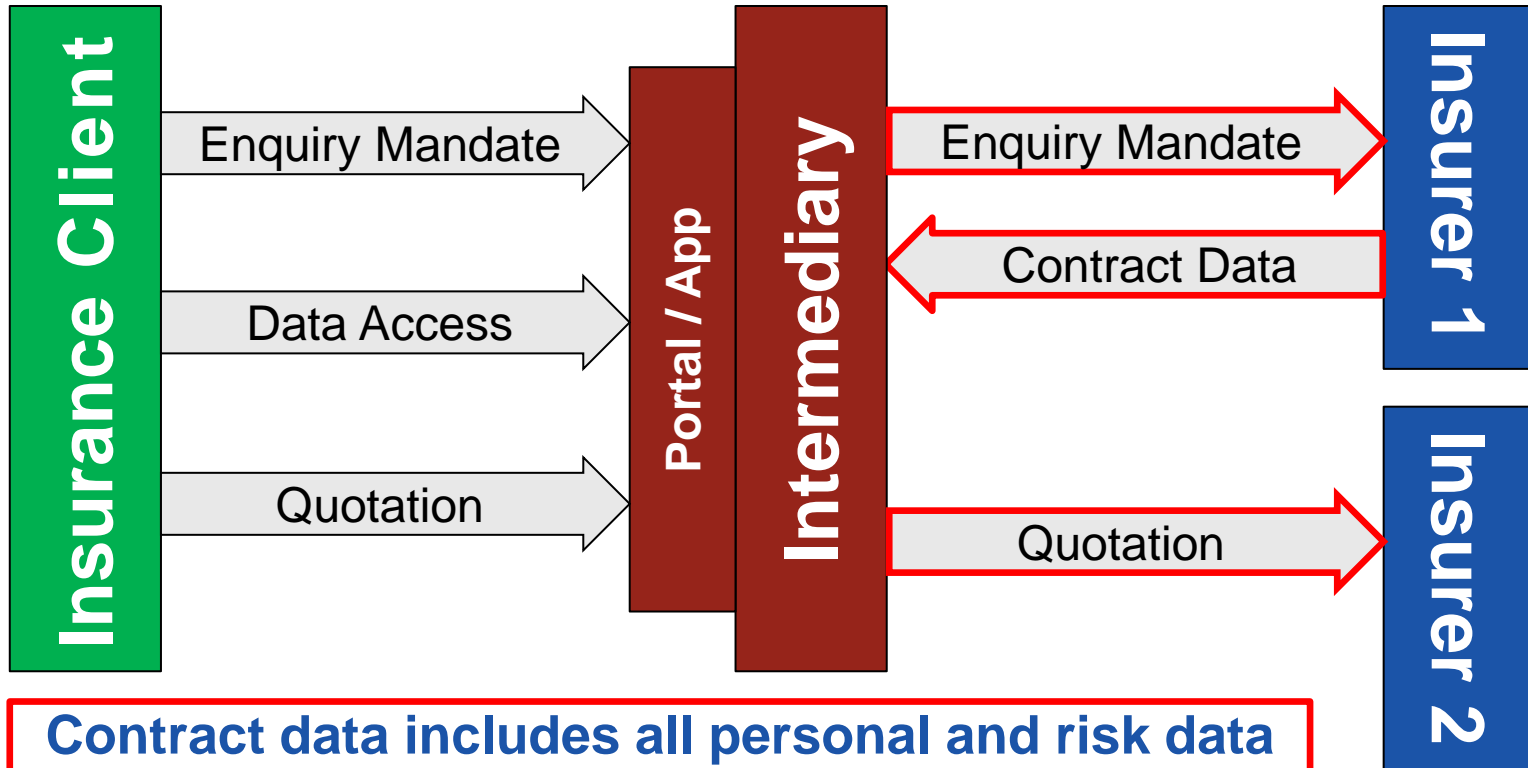 Insurance Client
Enquiry Mandate
Data Access
Quotation
Portal / App
Intermediary
Enquiry Mandate
Contract Data
Quotation
Insurer 1
Insurer 2
Contract data includes all personal and risk data